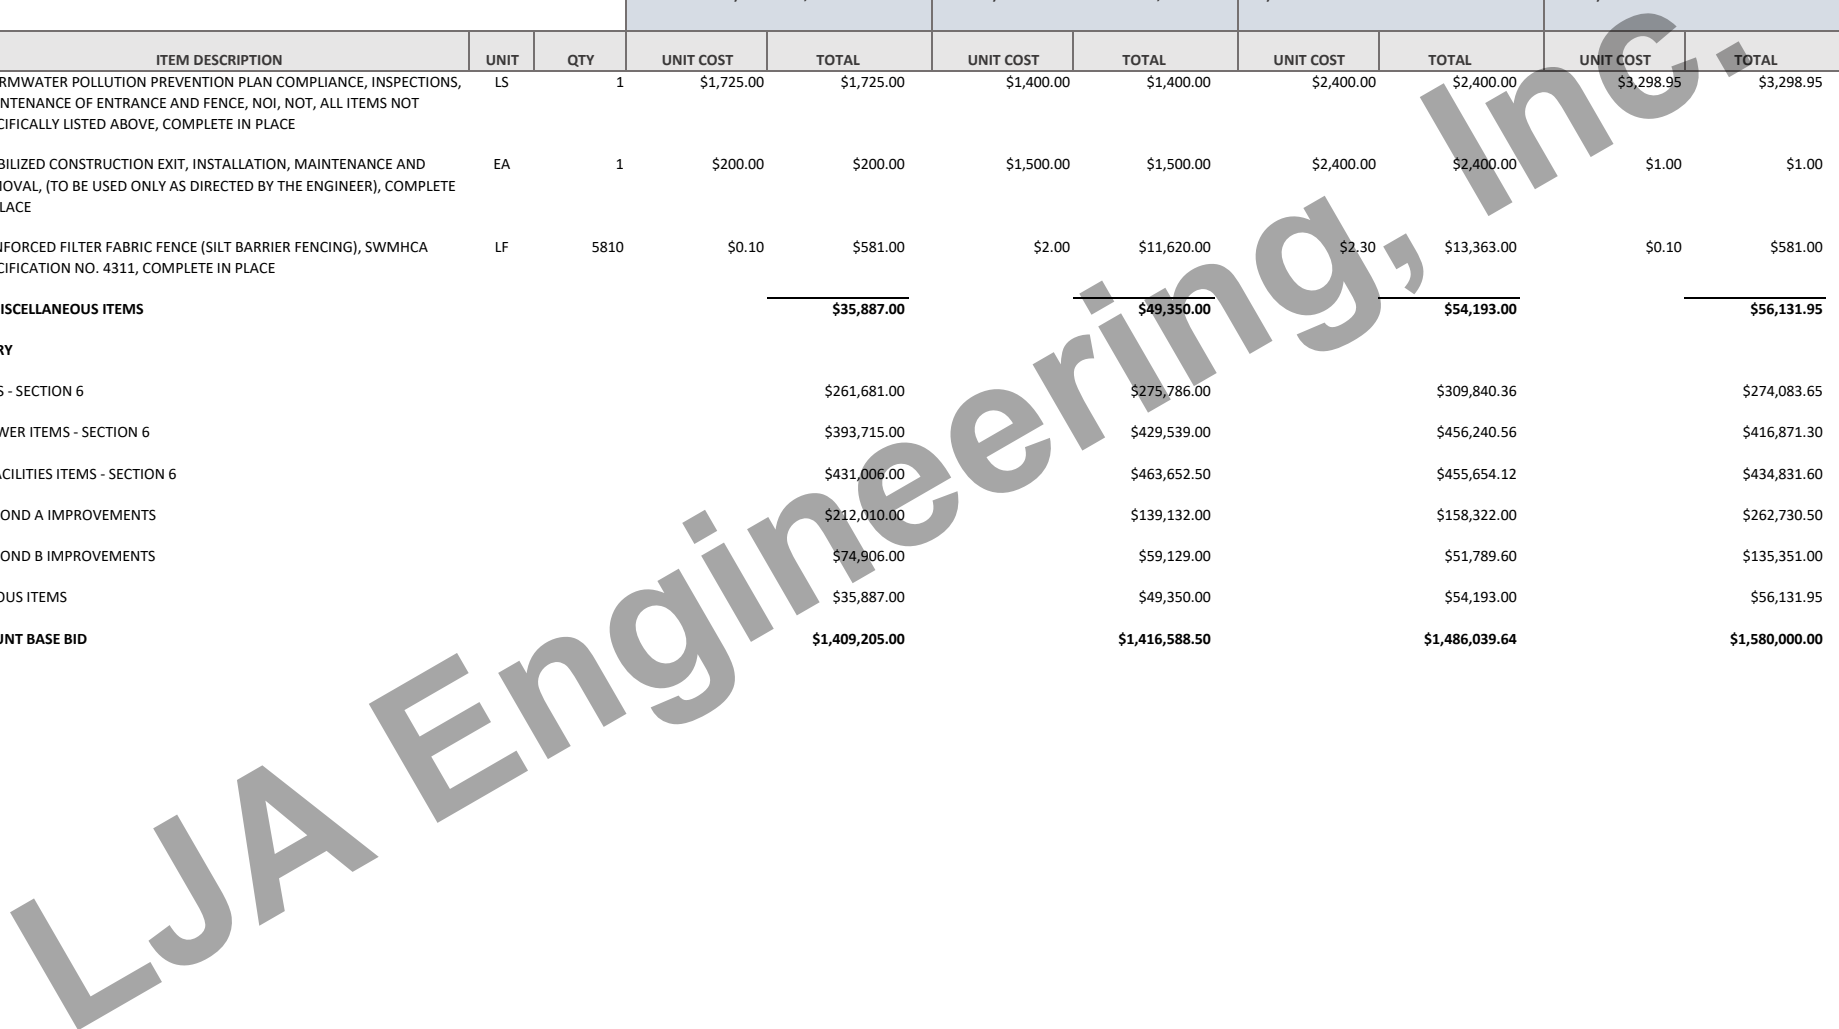 ITEM DESCRIPTION UNIT QTY UNIT COST TOTAL UNIT COST TOTAL UNIT COST TOTAL UNIT COST TOTAL
RMWATER POLLUTION PREVENTION PLAN COMPLIANCE, INSPECTIONS, LS 1 $1,725.00 $1,725.00 $1,400.00 $1,400.00 $2,400.00 $2,400.00 $3,298.95 $3,298.95
NTENANCE OF ENTRANCE AND FENCE, NOI, NOT, ALL ITEMS NOT
CIFICALLY LISTED ABOVE, COMPLETE IN PLACE
BILIZED CONSTRUCTION EXIT, INSTALLATION, MAINTENANCE AND EA 1 $200.00 $200.00 $1,500.00 $1,500.00 $2,400.00 $2,400.00 $1.00 $1.00
OVAL, (TO BE USED ONLY AS DIRECTED BY THE ENGINEER), COMPLETE
LACE
NFORCED FILTER FABRIC FENCE (SILT BARRIER FENCING), SWMHCA LF 5810 $0.10 $581.00 $2.00 $11,620.00 $2.30 $13,363.00 $0.10 $581.00
CIFICATION NO. 4311, COMPLETE IN PLACE
ISCELLANEOUS ITEMS $35,887.00 $49,350.00 $54,193.00 $56,131.95
RY
S - SECTION 6 $261,681.00 $275,786.00 $309,840.36 $274,083.65
WER ITEMS - SECTION 6 $393,715.00 $429,539.00 $456,240.56 $416,871.30
ACILITIES ITEMS - SECTION 6 $431,006.00 $463,652.50 $455,654.12 $434,831.60
OND A IMPROVEMENTS $212,010.00 $139,132.00 $158,322.00 $262,730.50
OND B IMPROVEMENTS $74,906.00 $59,129.00 $51,789.60 $135,351.00
OUS ITEMS $35,887.00 $49,350.00 $54,193.00 $56,131.95
UNT BASE BID $1,409,205.00 $1,416,588.50 $1,486,039.64 $1,580,000.00
LJA Engineering, Inc.